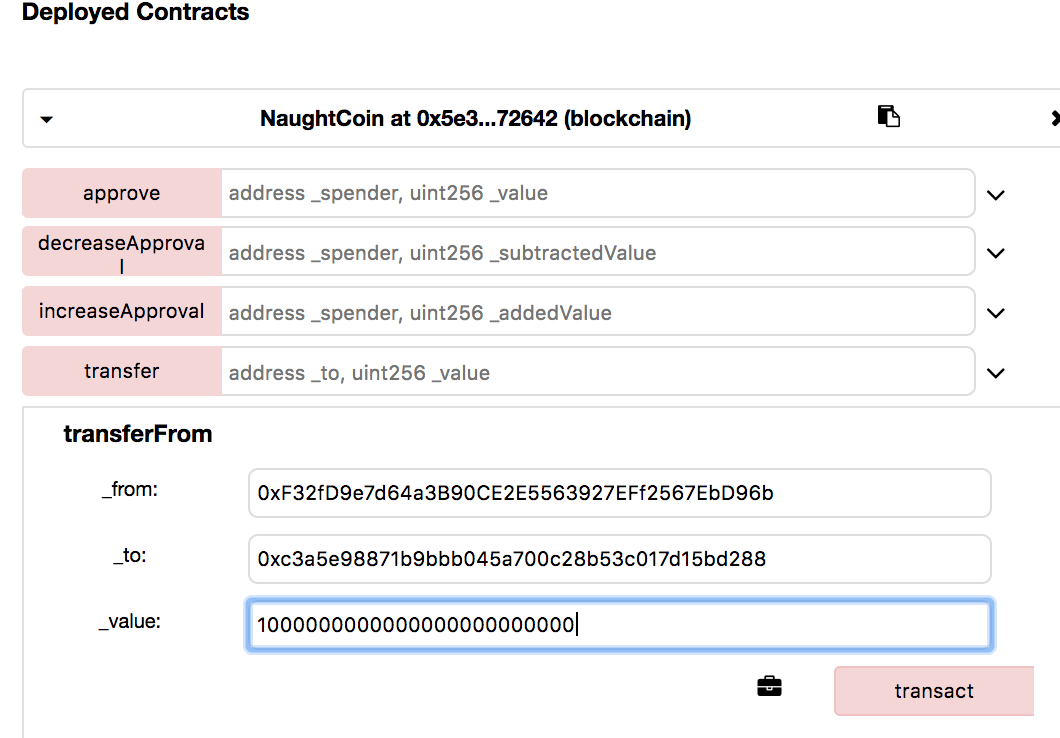 Deployed Contracts
NaughtCoin at 0x5e3...72642 (blockchain)
approve address _spender, uint256 _value
decreaseApprova
l address _spender, uint256 _subtractedValue
increaseApproval address _spender, uint256 _addedValue
transfer address _to, uint256 _value
transferFrom
_from: 0xF32fD9e7d64a3B90CE2E5563927EFf2567EbD96b
_to: 0xc3a5e98871b9bbb045a700c28b53c017d15bd288
_value: 1000000000000000000000000
transact